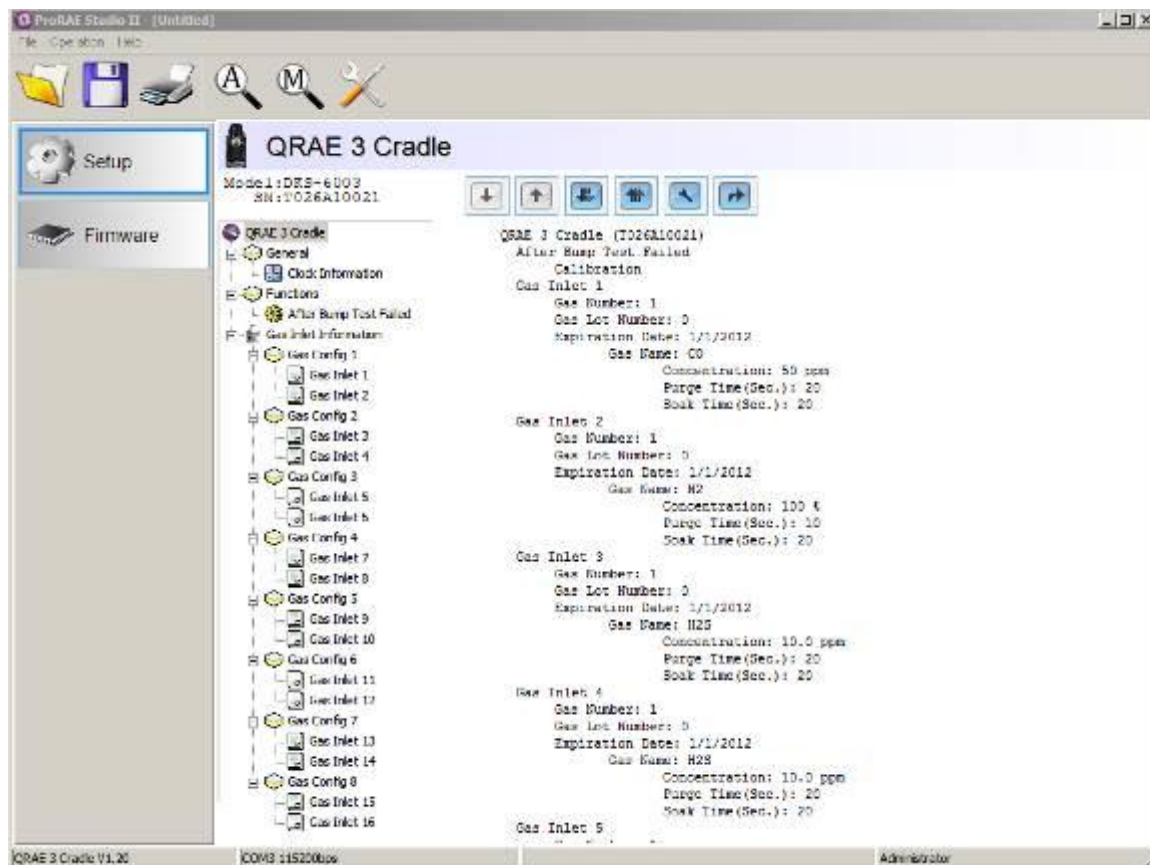 ProRAE Studio II - [Untitled]
File Operation Help
A
M
Setup
Firmware
QRAE 3 Cradle
Model:DKS-6003
SN:T026A10021
QRAE 3 Cradle
General
Clock Information
Functions
After Bump Test Failed
Gas Inlet Information
Gas Config 1
Gas Inlet 1
Gas Inlet 2
Gas Config 2
Gas Inlet 3
Gas Inlet 4
Gas Config 3
Gas Inlet 5
Gas Inlet
Gas Config 4
Gas Inlet 7
Gas Inlet 8
Gas Config 5
Gas Inlet 9
Gas Inlet 10
Gas Config 6
Gas Inlet 11
Gas Inlet 12
Gas Config 7
Gas Inlet 13
Gas Inlet 14
Gas Config 8
Gas Inlet 15
Gas Inlet 16
QRAE 3 Cradle (T026A10021)
After Bump Test Failed
Calibration
Gas Inlet 1
Gas Number: 1
Gas Lot Number: 0
Expiration Date: 1/1/2012
Gas Name: CO
Concentration: 50 ppm
Purge Time(Sec.): 20
Soak Time(Sec.): 20
Gas Inlet 2
Gas Number: 1
Gas Lot Number: 0
Expiration Date: 1/1/2012
Gas Name: H2
Concentration: 100 %
Purge Time(Sec.): 10
Soak Time(Sec.): 20
Gas Inlet 3
Gas Number: 1
Gas Lot Number: 0
Expiration Date: 1/1/2012
Gas Name: H2S
Concentration: 10.0 ppm
Purge Time(Sec.): 20
Soak Time(Sec.): 20
Gas Inlet 4
Gas Number: 1
Gas Lot Number: 0
Expiration Date: 1/1/2012
Gas Name: H2S
Concentration: 10.0 ppm
Purge Time(Sec.): 20
Soak Time(Sec.): 20
Gas Inlet 5
QRAE 3 Cradle V1.20
COM3 115200bps
Administrator